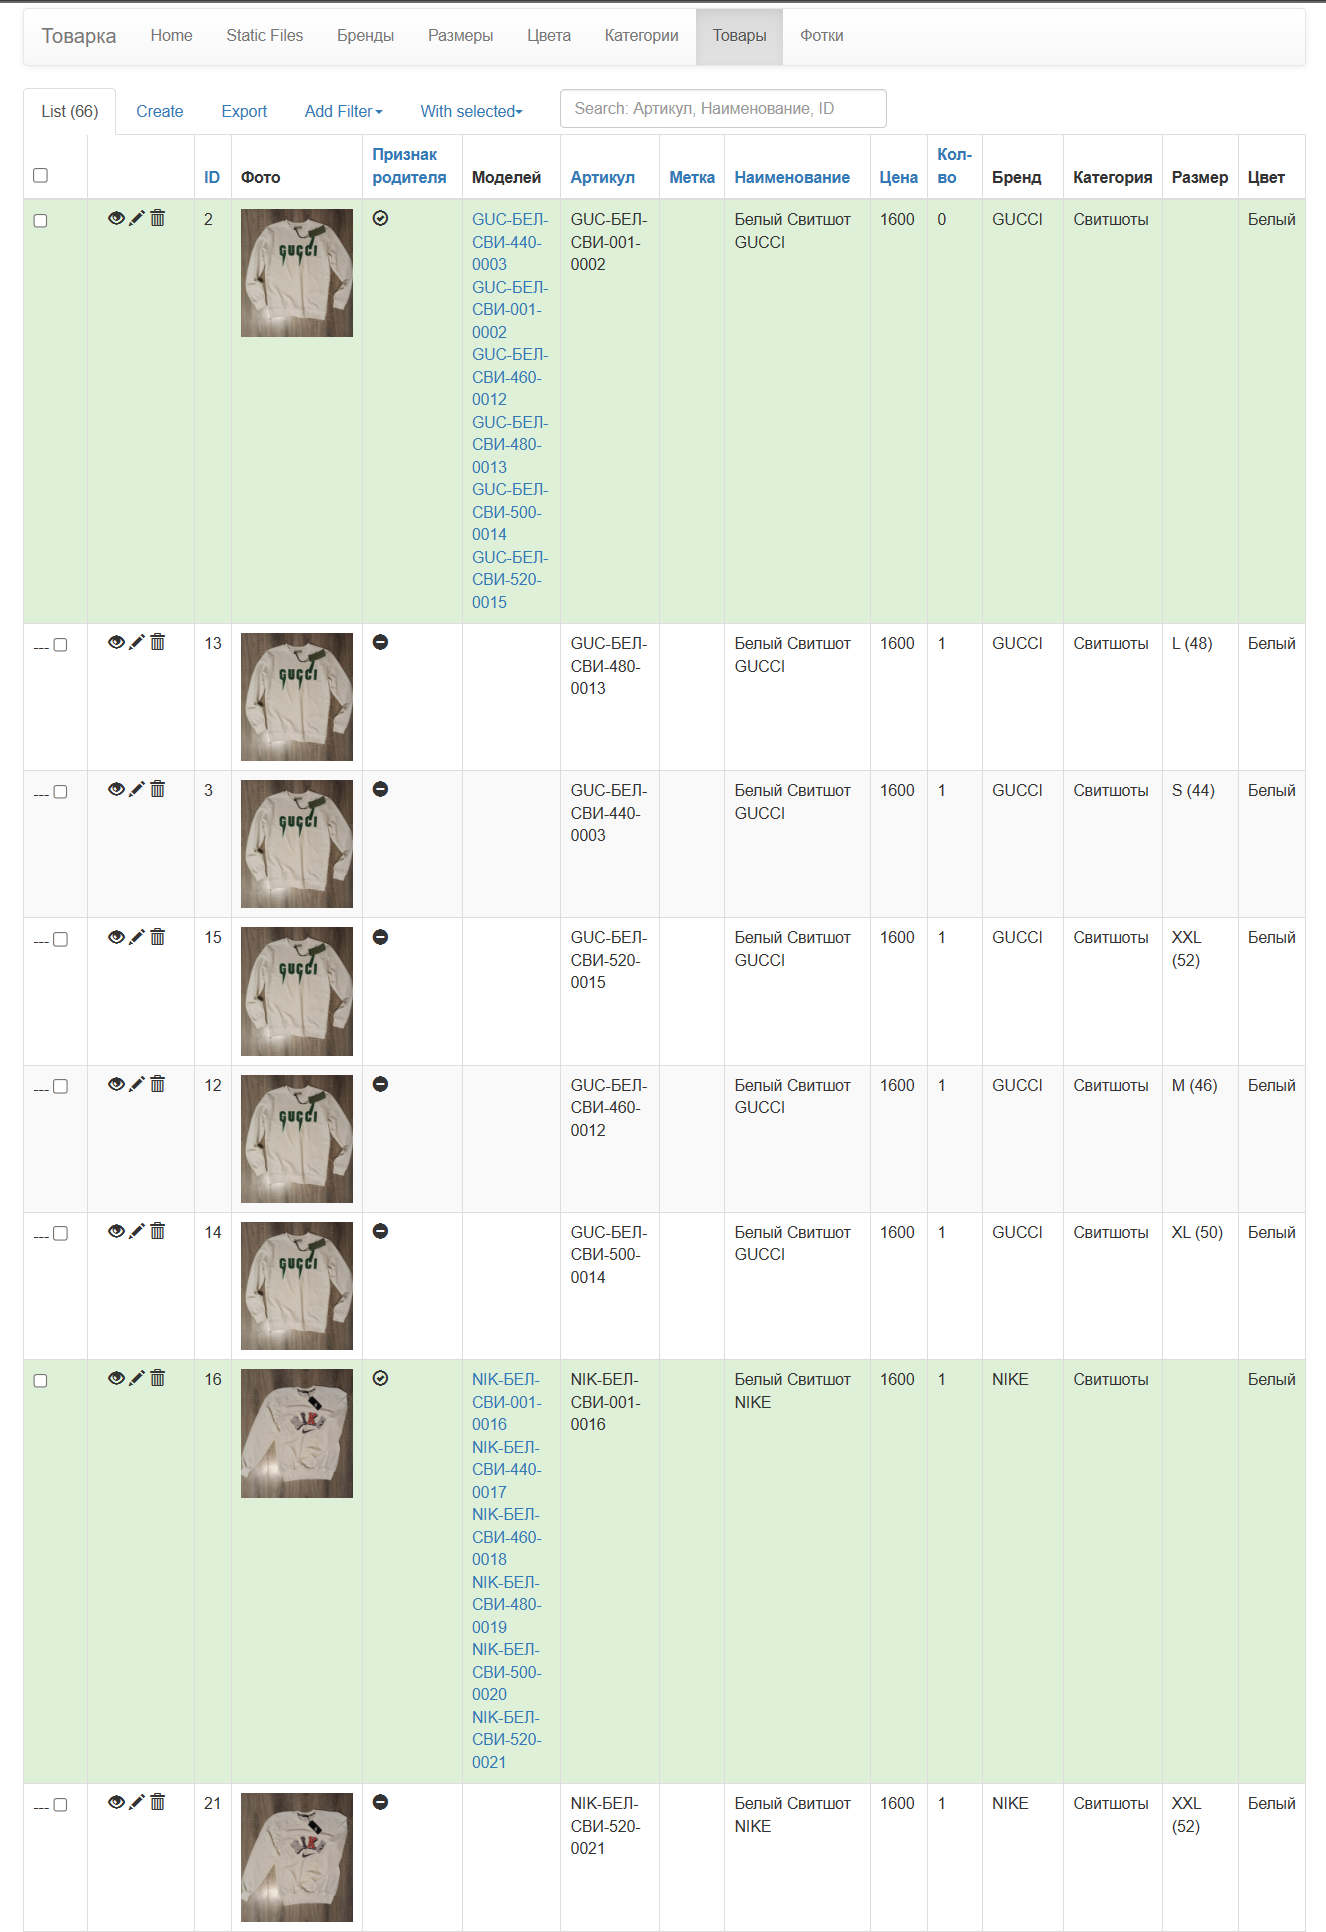 Товарка Home Static Files Бренды Размеры Цвета Категории Товары Фотки
List (66) Create Export Add Filter With selected Search: Артикул, Наименование, ID
ID Фото Признак родителя Моделей Артикул Метка Наименование Цена Кол-во Бренд Категория Размер Цвет
2 GUCCI GUC-БЕЛ- GUC-БЕЛ- Белый Свитшот 1600 0 GUCCI Свитшоты Белый
СВИ-440- СВИ-001- GUCCI
0003 0002
GUC-БЕЛ-
СВИ-001-
0002
GUC-БЕЛ-
СВИ-460-
0012
GUC-БЕЛ-
СВИ-480-
0013
GUC-БЕЛ-
СВИ-500-
0014
GUC-БЕЛ-
СВИ-520-
0015
--- 13 GUCCI GUC-БЕЛ- Белый Свитшот 1600 1 GUCCI Свитшоты L (48) Белый
СВИ-480- GUCCI
0013
--- 3 GUCCI GUC-БЕЛ- Белый Свитшот 1600 1 GUCCI Свитшоты S (44) Белый
СВИ-440- GUCCI
0003
--- 15 GUCCI GUC-БЕЛ- Белый Свитшот 1600 1 GUCCI Свитшоты XXL Белый
СВИ-520- GUCCI (52)
0015
--- 12 GUCCI GUC-БЕЛ- Белый Свитшот 1600 1 GUCCI Свитшоты M (46) Белый
СВИ-460- GUCCI
0012
--- 14 GUCCI GUC-БЕЛ- Белый Свитшот 1600 1 GUCCI Свитшоты XL (50) Белый
СВИ-500- GUCCI
0014
16 NIKE NIK-БЕЛ- NIK-БЕЛ- Белый Свитшот 1600 1 NIKE Свитшоты Белый
СВИ-001- СВИ-001- NIKE
0016 0016
NIK-БЕЛ-
СВИ-440-
0017
NIK-БЕЛ-
СВИ-460-
0018
NIK-БЕЛ-
СВИ-480-
0019
NIK-БЕЛ-
СВИ-500-
0020
NIK-БЕЛ-
СВИ-520-
0021
--- 21 NIKE NIK-БЕЛ- Белый Свитшот 1600 1 NIKE Свитшоты XXL Белый
СВИ-520- NIKE (52)
0021